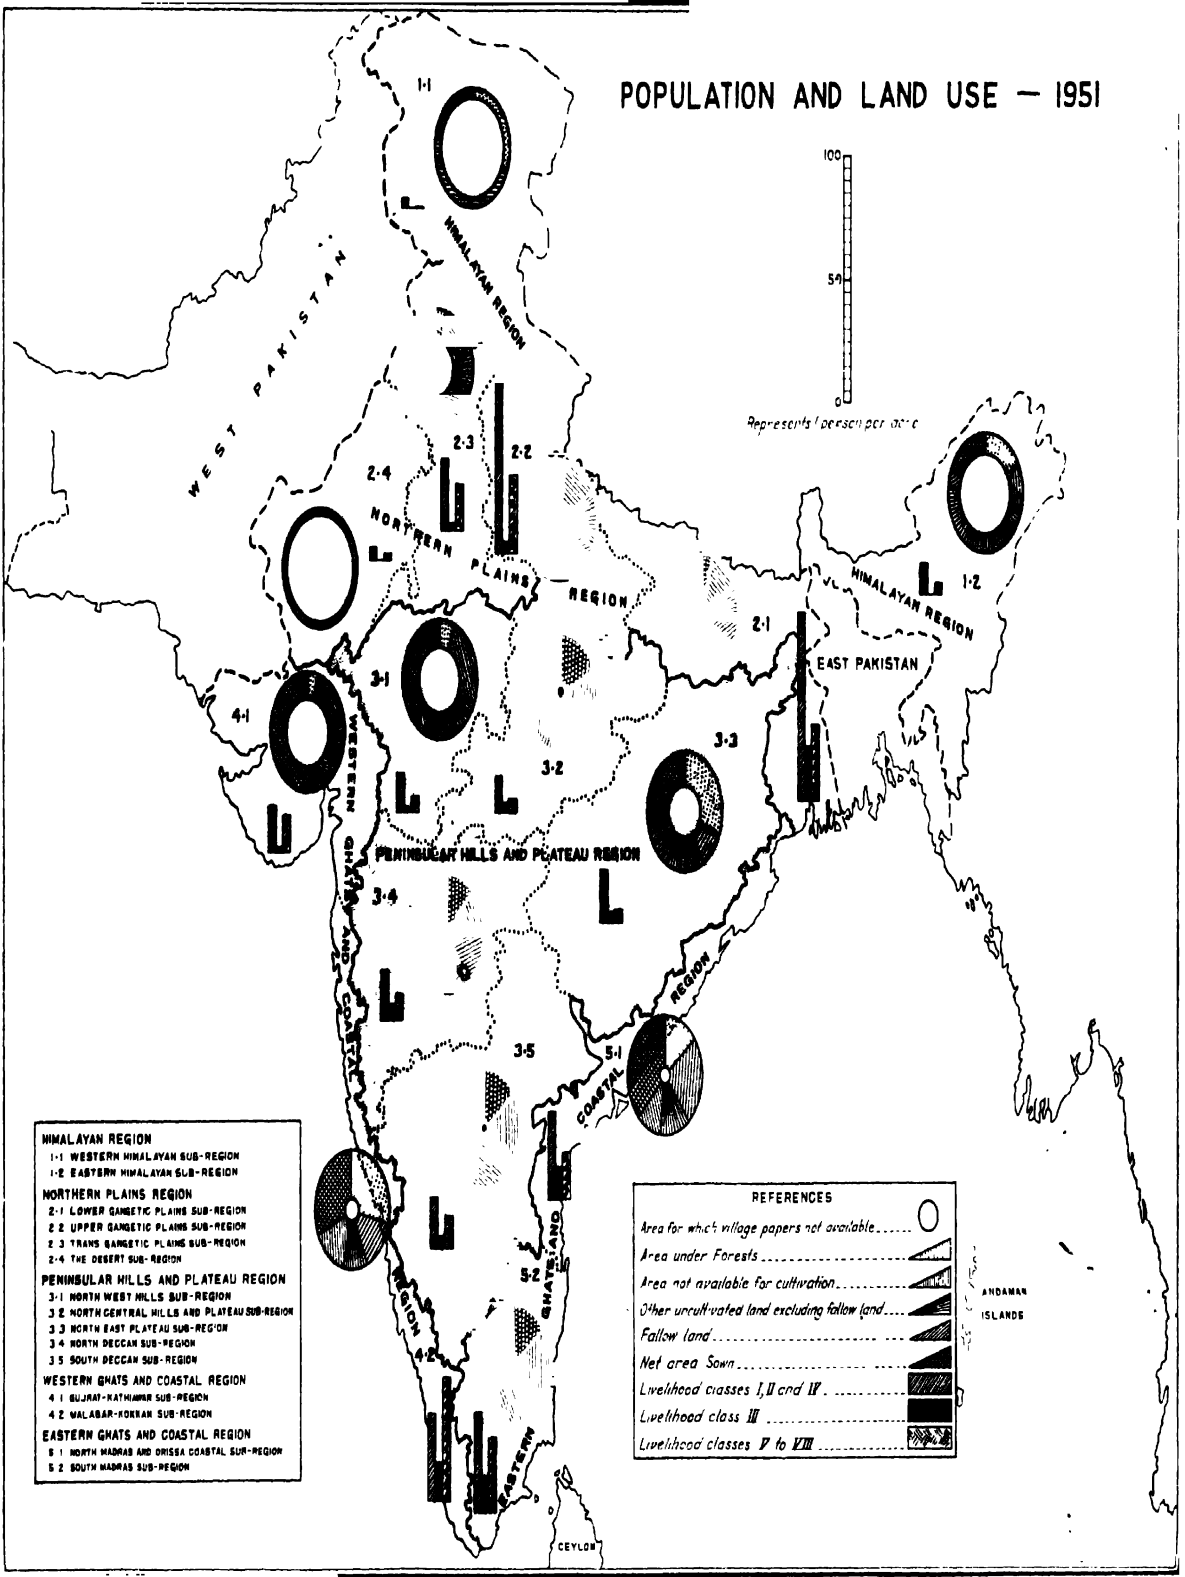 POPULATION AND LAND USE — 1951
100
50
0
Represents 1 person per acre
1·1
HIMALAYAN REGION
WEST PAKISTAN
2·3
2·2
2·4
NORTHERN PLAINS REGION
HIMALAYAN REGION
1·2
2·1
EAST PAKISTAN
3·1
4·1
3·2
3·3
WESTERN GHATS AND COASTAL REGION
PENINSULAR HILLS AND PLATEAU REGION
3·4
3·5
5·1
EASTERN GHATS AND COASTAL REGION
5·2
4·2
CEYLON
ANDAMAN
ISLANDS
HIMALAYAN REGION
1·1 WESTERN HIMALAYAN SUB-REGION
1·2 EASTERN HIMALAYAN SUB-REGION
NORTHERN PLAINS REGION
2·1 LOWER GANGETIC PLAINS SUB-REGION
2 2 UPPER GANGETIC PLAINS SUB-REGION
2 3 TRANS GANGETIC PLAINS SUB-REGION
2·4 THE DESERT SUB-REGION
PENINSULAR HILLS AND PLATEAU REGION
3·1 NORTH WEST HILLS SUB-REGION
3 2 NORTH CENTRAL HILLS AND PLATEAU SUB-REGION
3 3 NORTH EAST PLATEAU SUB-REGION
3 4 NORTH DECCAN SUB-REGION
3 5 SOUTH DECCAN SUB-REGION
WESTERN GHATS AND COASTAL REGION
4 1 GUJRAT-KATHIAWAR SUB-REGION
4 2 MALABAR-KONKAN SUB-REGION
EASTERN GHATS AND COASTAL REGION
5 1 NORTH MADRAS AND ORISSA COASTAL SUB-REGION
5 2 SOUTH MADRAS SUB-REGION
REFERENCES
Area for which village papers not available
Area under Forests
Area not available for cultivation
Other uncultivated land excluding fallow land
Fallow land
Net area Sown
Livelihood classes I, II and IV
Livelihood class III
Livelihood classes V to VIII